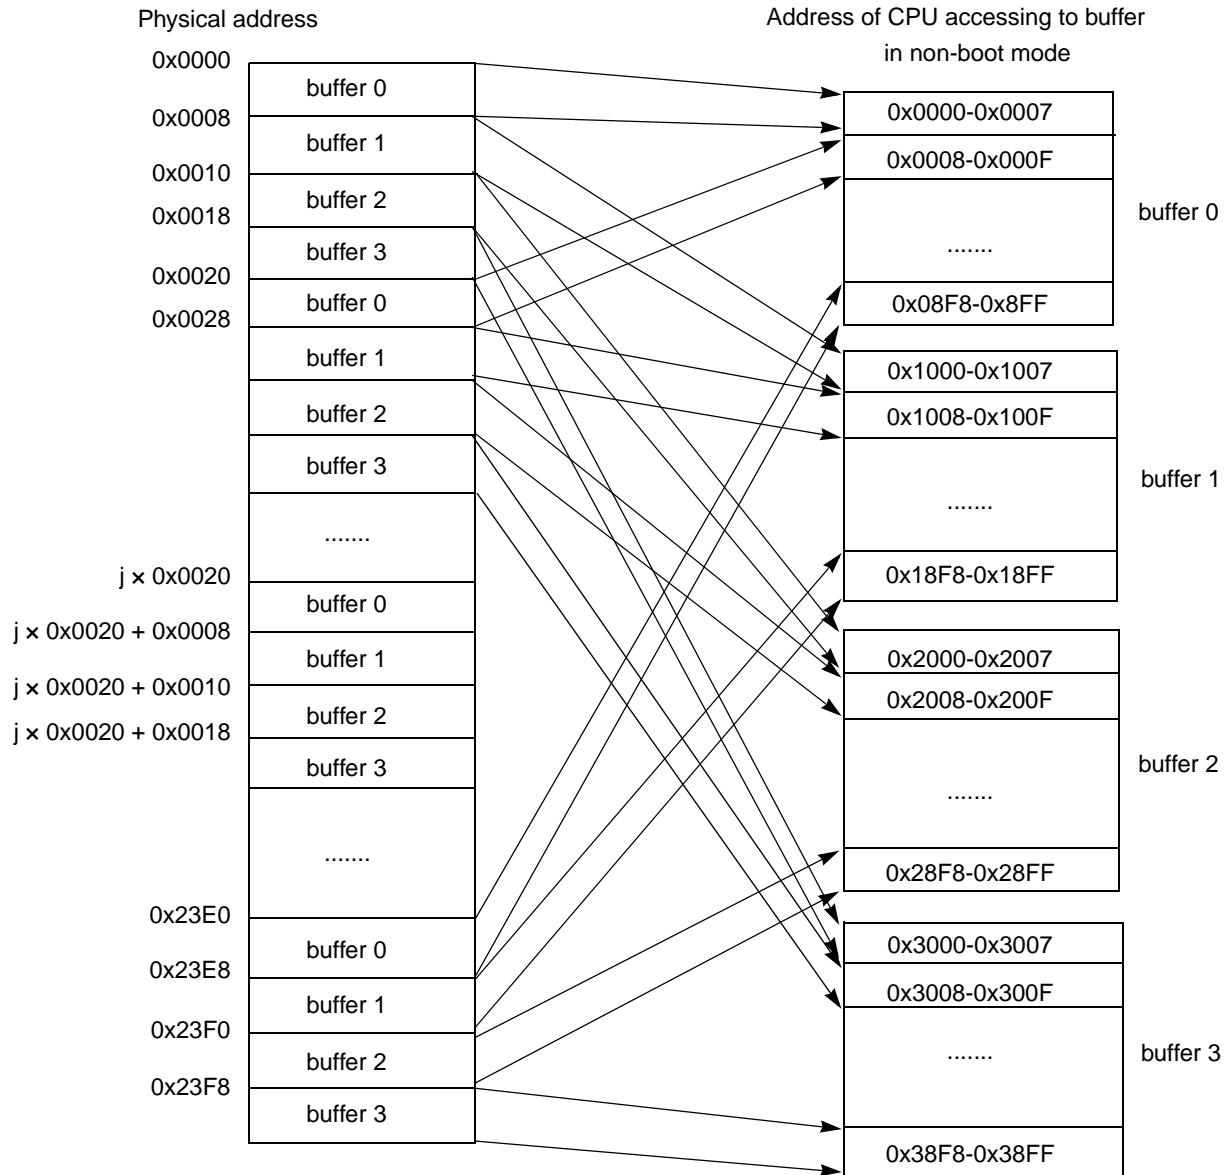 Physical address
0x0000
buffer 0
0x0008
buffer 1
0x0010
buffer 2
0x0018
buffer 3
0x0020
buffer 0
0x0028
buffer 1
buffer 2
buffer 3
.......
j × 0x0020
buffer 0
j × 0x0020 + 0x0008
buffer 1
j × 0x0020 + 0x0010
buffer 2
j × 0x0020 + 0x0018
buffer 3
.......
0x23E0
buffer 0
0x23E8
buffer 1
0x23F0
buffer 2
0x23F8
buffer 3
Address of CPU accessing to buffer
in non-boot mode
0x0000-0x0007
0x0008-0x000F
buffer 0
.......
0x08F8-0x8FF
0x1000-0x1007
0x1008-0x100F
buffer 1
.......
0x18F8-0x18FF
0x2000-0x2007
0x2008-0x200F
buffer 2
.......
0x28F8-0x28FF
0x3000-0x3007
0x3008-0x300F
buffer 3
.......
0x38F8-0x38FF